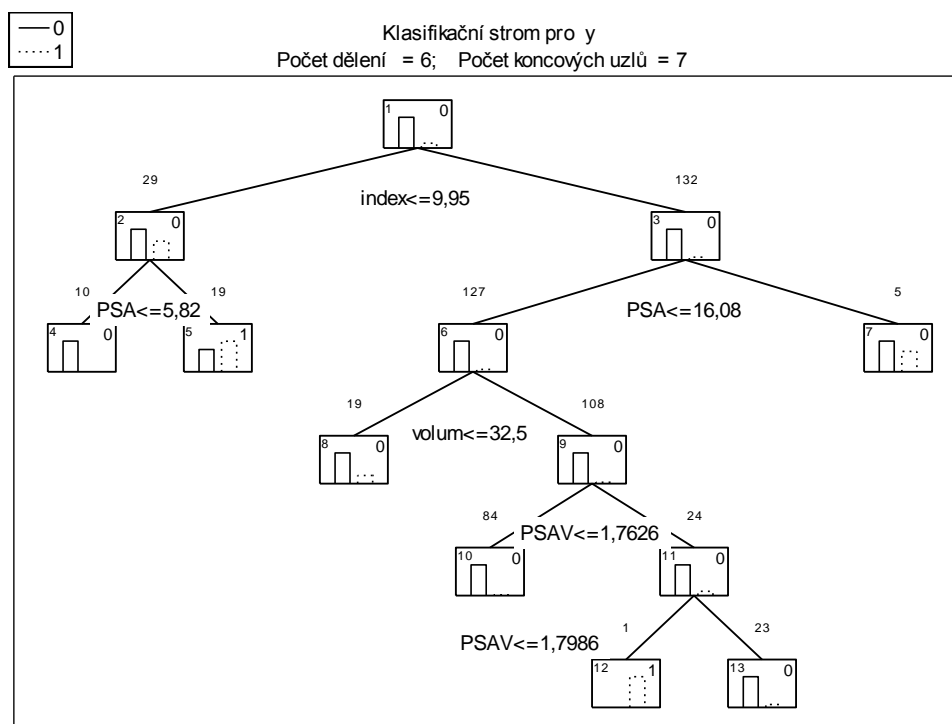 0
1
Klasifikační strom pro y
Počet dělení = 6; Počet koncových uzlů = 7
1 0
29 132
index<=9,95
2 0 3 0
10 19 127 5
PSA<=5,82 PSA<=16,08
4 0 5 1 6 0 7 0
19 108
volum<=32,5
8 0 9 0
84 24
PSAV<=1,7626
10 0 11 0
1 23
PSAV<=1,7986
12 1 13 0